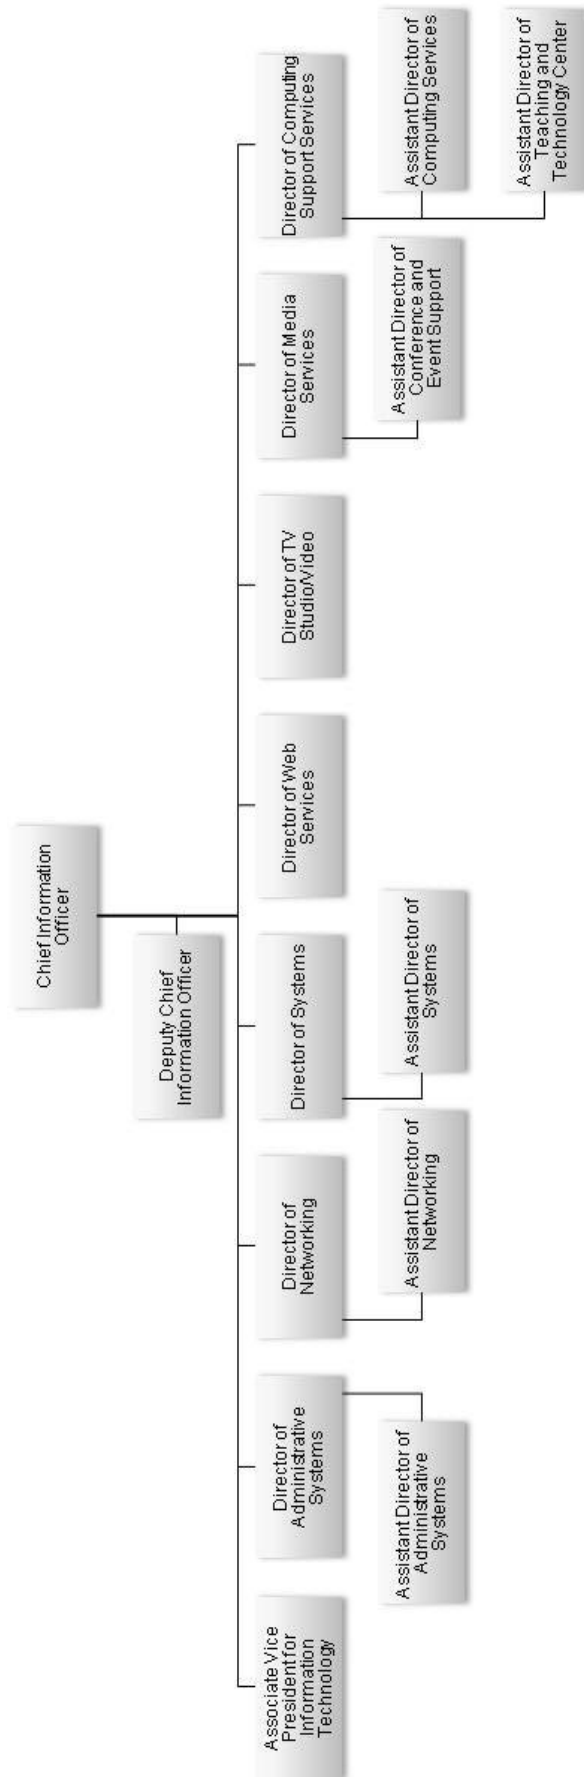 Chief Information
Officer
Deputy Chief
Information Officer
Associate Vice
President for
Information
Technology
Director of
Administrative
Systems
Director of
Networking
Director of Systems
Director of Web
Services
Director of TV
Studio/Video
Director of Media
Services
Director of Computing
Support Services
Assistant Director of
Administrative
Systems
Assistant Director of
Networking
Assistant Director of
Systems
Assistant Director of
Conference and
Event Support
Assistant Director of
Computing Services
Assistant Director of
Teaching and
Technology Center